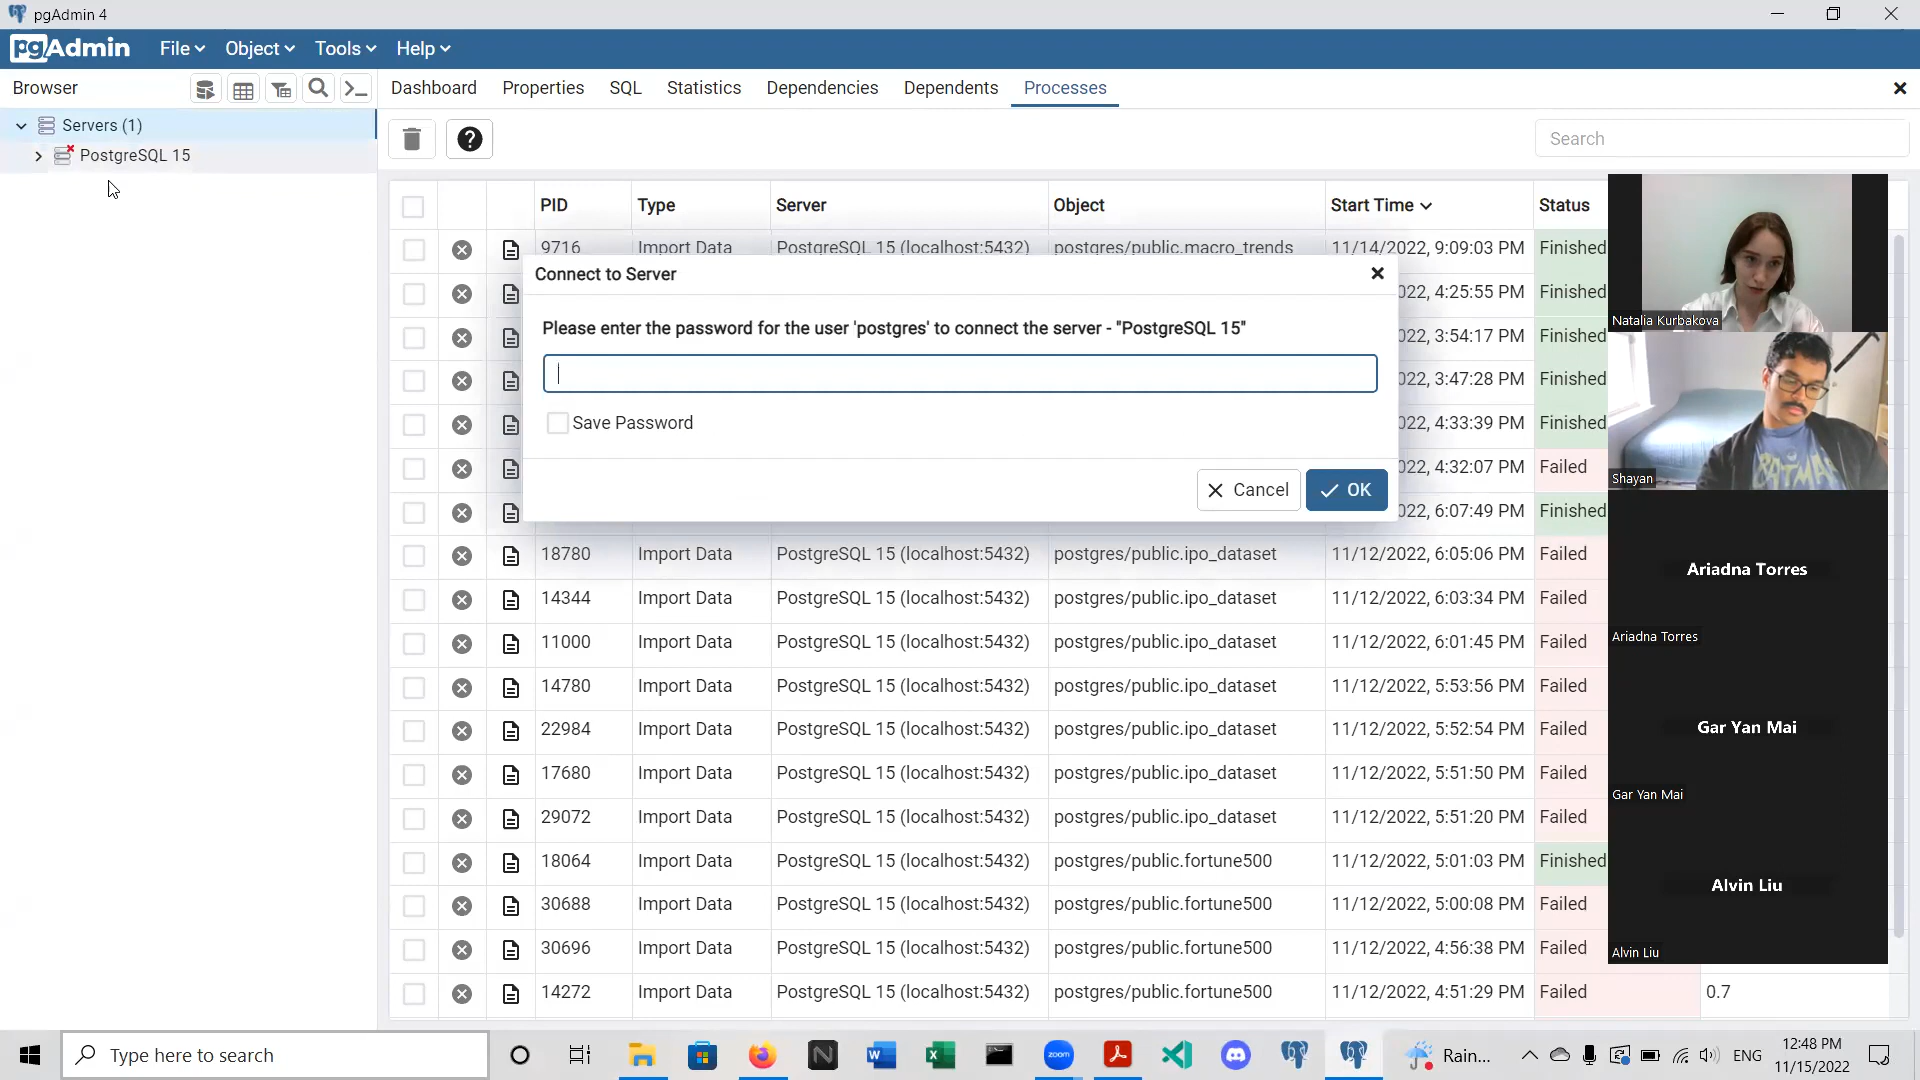 pgAdmin 4
pgAdmin File Object Tools Help
Browser
Dashboard Properties SQL Statistics Dependencies Dependents Processes
Servers (1)
PostgreSQL 15
Search
PID Type Server Object Start Time Status
9716 Import Data PostgreSQL 15 (localhost:5432) postgres/public.macro_trends 11/14/2022, 9:09:03 PM Finished
022, 4:25:55 PM Finished
022, 3:54:17 PM Finished
022, 3:47:28 PM Finished
022, 4:33:39 PM Finished
022, 4:32:07 PM Failed
022, 6:07:49 PM Finished
Connect to Server
Please enter the password for the user 'postgres' to connect the server - "PostgreSQL 15"
Save Password
Cancel OK
18780 Import Data PostgreSQL 15 (localhost:5432) postgres/public.ipo_dataset 11/12/2022, 6:05:06 PM Failed
14344 Import Data PostgreSQL 15 (localhost:5432) postgres/public.ipo_dataset 11/12/2022, 6:03:34 PM Failed
11000 Import Data PostgreSQL 15 (localhost:5432) postgres/public.ipo_dataset 11/12/2022, 6:01:45 PM Failed
14780 Import Data PostgreSQL 15 (localhost:5432) postgres/public.ipo_dataset 11/12/2022, 5:53:56 PM Failed
22984 Import Data PostgreSQL 15 (localhost:5432) postgres/public.ipo_dataset 11/12/2022, 5:52:54 PM Failed
17680 Import Data PostgreSQL 15 (localhost:5432) postgres/public.ipo_dataset 11/12/2022, 5:51:50 PM Failed
29072 Import Data PostgreSQL 15 (localhost:5432) postgres/public.ipo_dataset 11/12/2022, 5:51:20 PM Failed
18064 Import Data PostgreSQL 15 (localhost:5432) postgres/public.fortune500 11/12/2022, 5:01:03 PM Finished
30688 Import Data PostgreSQL 15 (localhost:5432) postgres/public.fortune500 11/12/2022, 5:00:08 PM Failed
30696 Import Data PostgreSQL 15 (localhost:5432) postgres/public.fortune500 11/12/2022, 4:56:38 PM Failed
14272 Import Data PostgreSQL 15 (localhost:5432) postgres/public.fortune500 11/12/2022, 4:51:29 PM Failed 0.7
Natalia Kurbakova
BATMAN
Shayan
Ariadna Torres
Ariadna Torres
Gar Yan Mai
Gar Yan Mai
Alvin Liu
Alvin Liu
Type here to search
zoom
Rain...
ENG
12:48 PM
11/15/2022